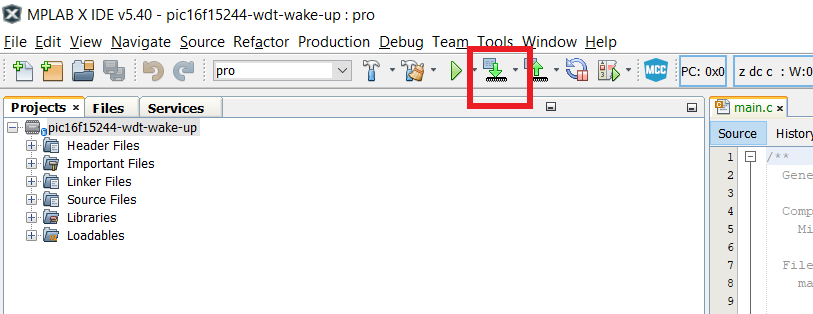 MPLAB X IDE v5.40 - pic16f15244-wdt-wake-up : pro
File Edit View Navigate Source Refactor Production Debug Team Tools Window Help
pro MCC PC: 0x0 z dc c : W:0
Projects Files Services main.c
pic16f15244-wdt-wake-up
Header Files
Important Files
Linker Files
Source Files
Libraries
Loadables
Source History
1 /**
2 Gene
3
4 Comp
5 Mi
6
7 File
8 ma
9